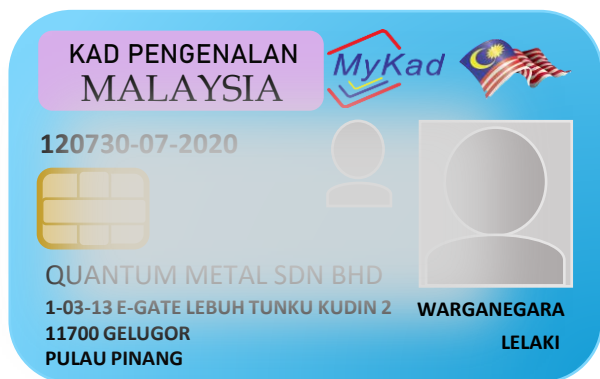 KAD PENGENALAN
MALAYSIA
MyKad
120730-07-2020
QUANTUM METAL SDN BHD
1-03-13 E-GATE LEBUH TUNKU KUDIN 2
11700 GELUGOR
PULAU PINANG
WARGANEGARA
LELAKI